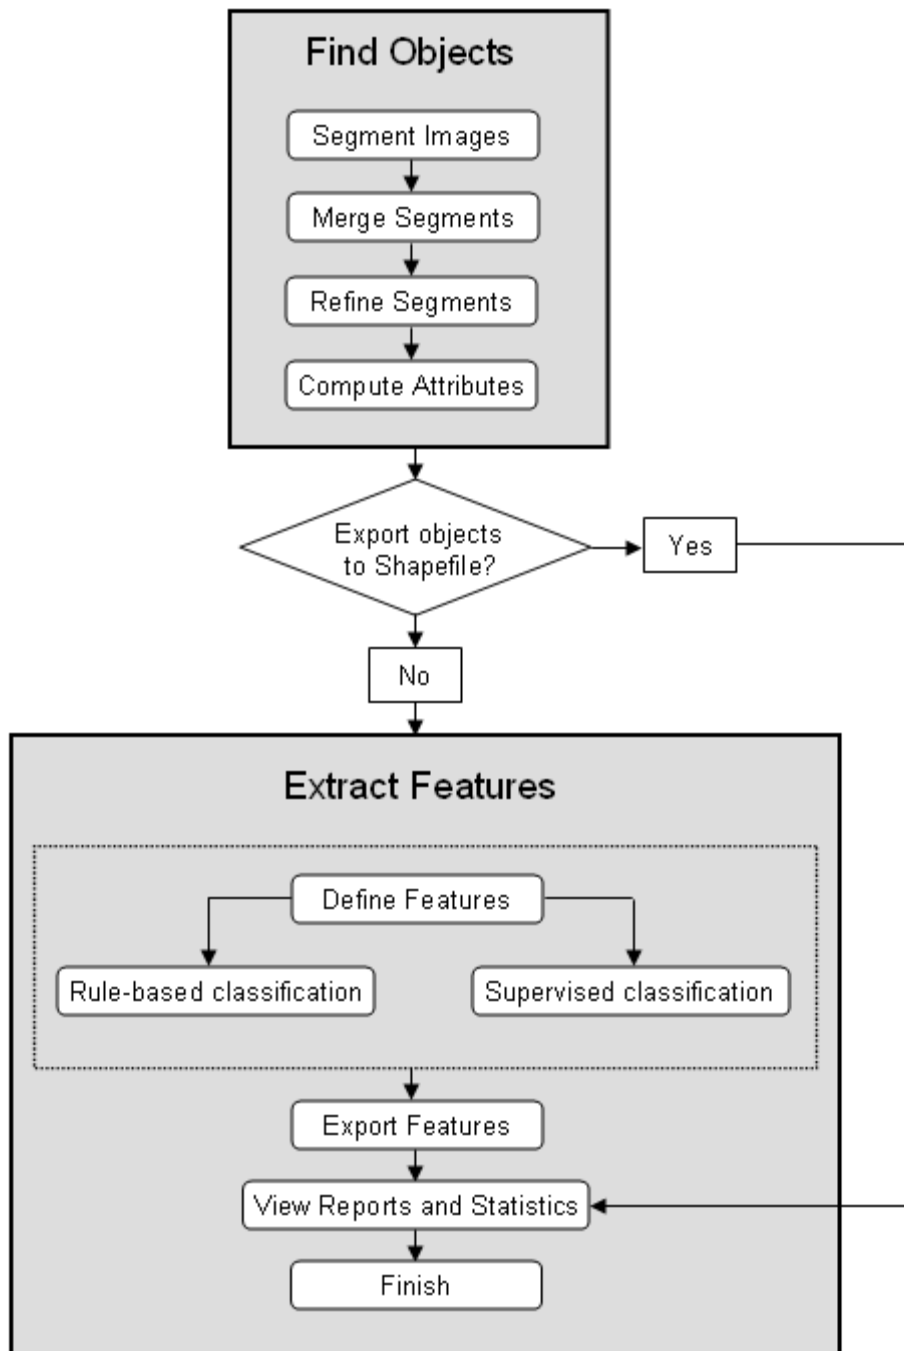 Find Objects
Segment Images
Merge Segments
Refine Segments
Compute Attributes
Export objects
to Shapefile?
Yes
No
Extract Features
Define Features
Rule-based classification
Supervised classification
Export Features
View Reports and Statistics
Finish